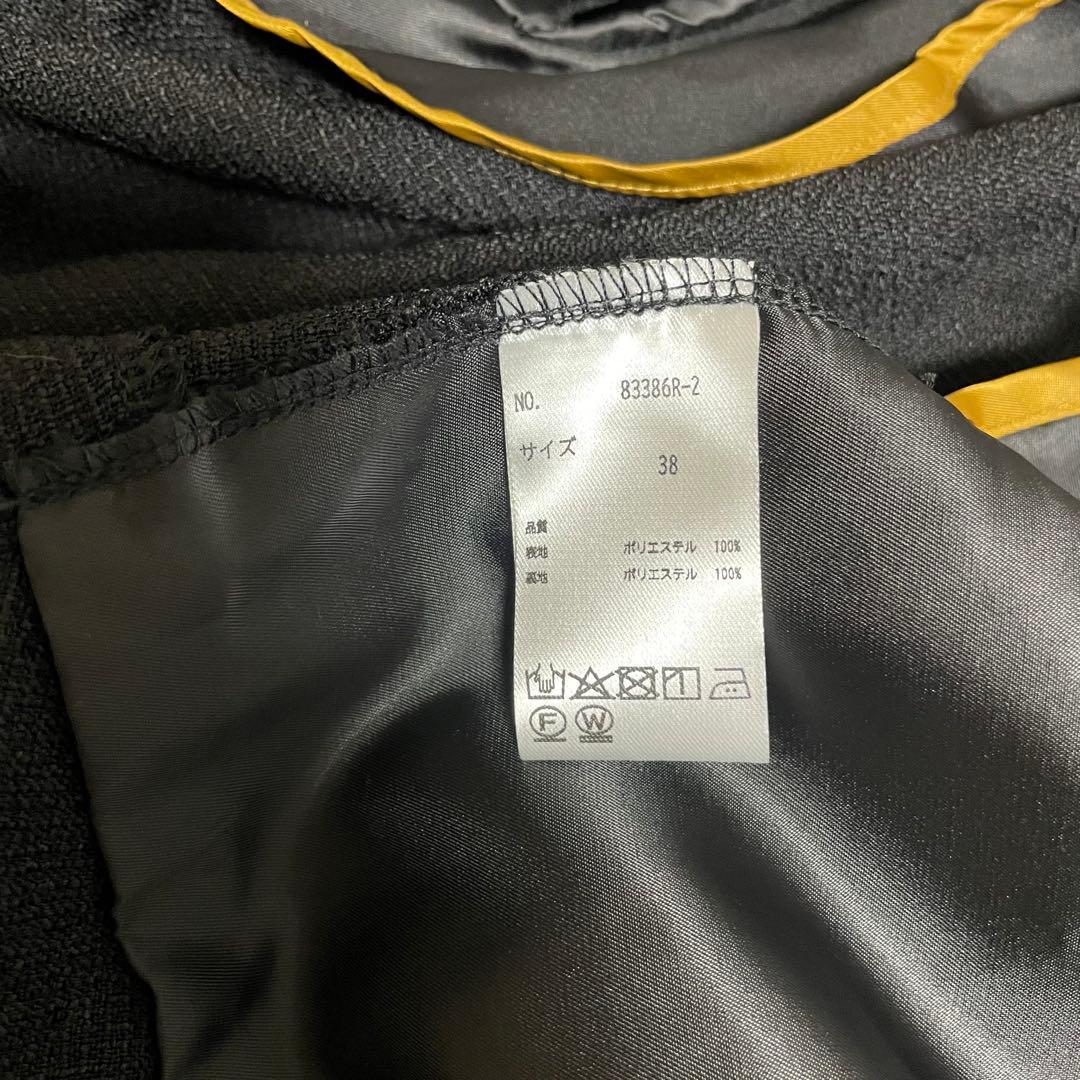 NO. 83386R-2
サイズ
38
品質
表地 ポリエステル 100%
裏地 ポリエステル 100%
F W